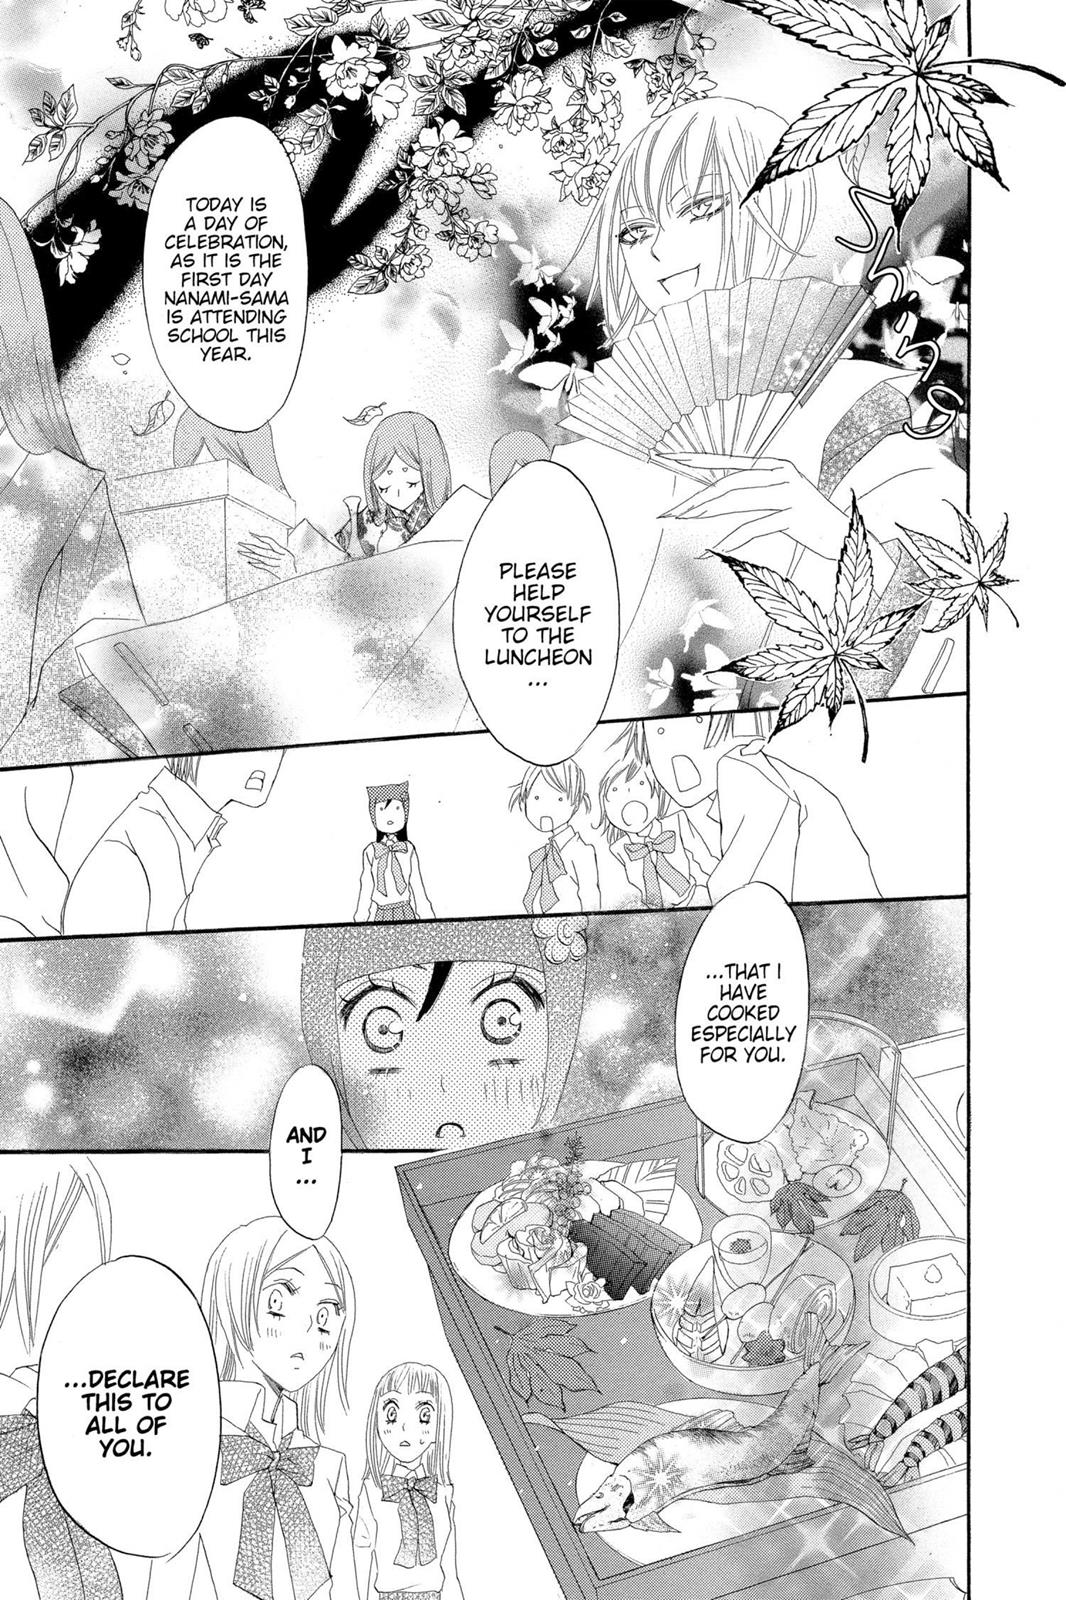 TODAY IS
A DAY OF
CELEBRATION,
AS IT IS THE
FIRST DAY
NANAMI-SAMA
IS ATTENDING
SCHOOL THIS
YEAR.
Shing
PLEASE
HELP
YOURSELF
TO THE
LUNCHEON
...
...THAT I
HAVE
COOKED
ESPECIALLY
FOR YOU.
AND
I
...
...DECLARE
THIS TO
ALL OF
YOU.